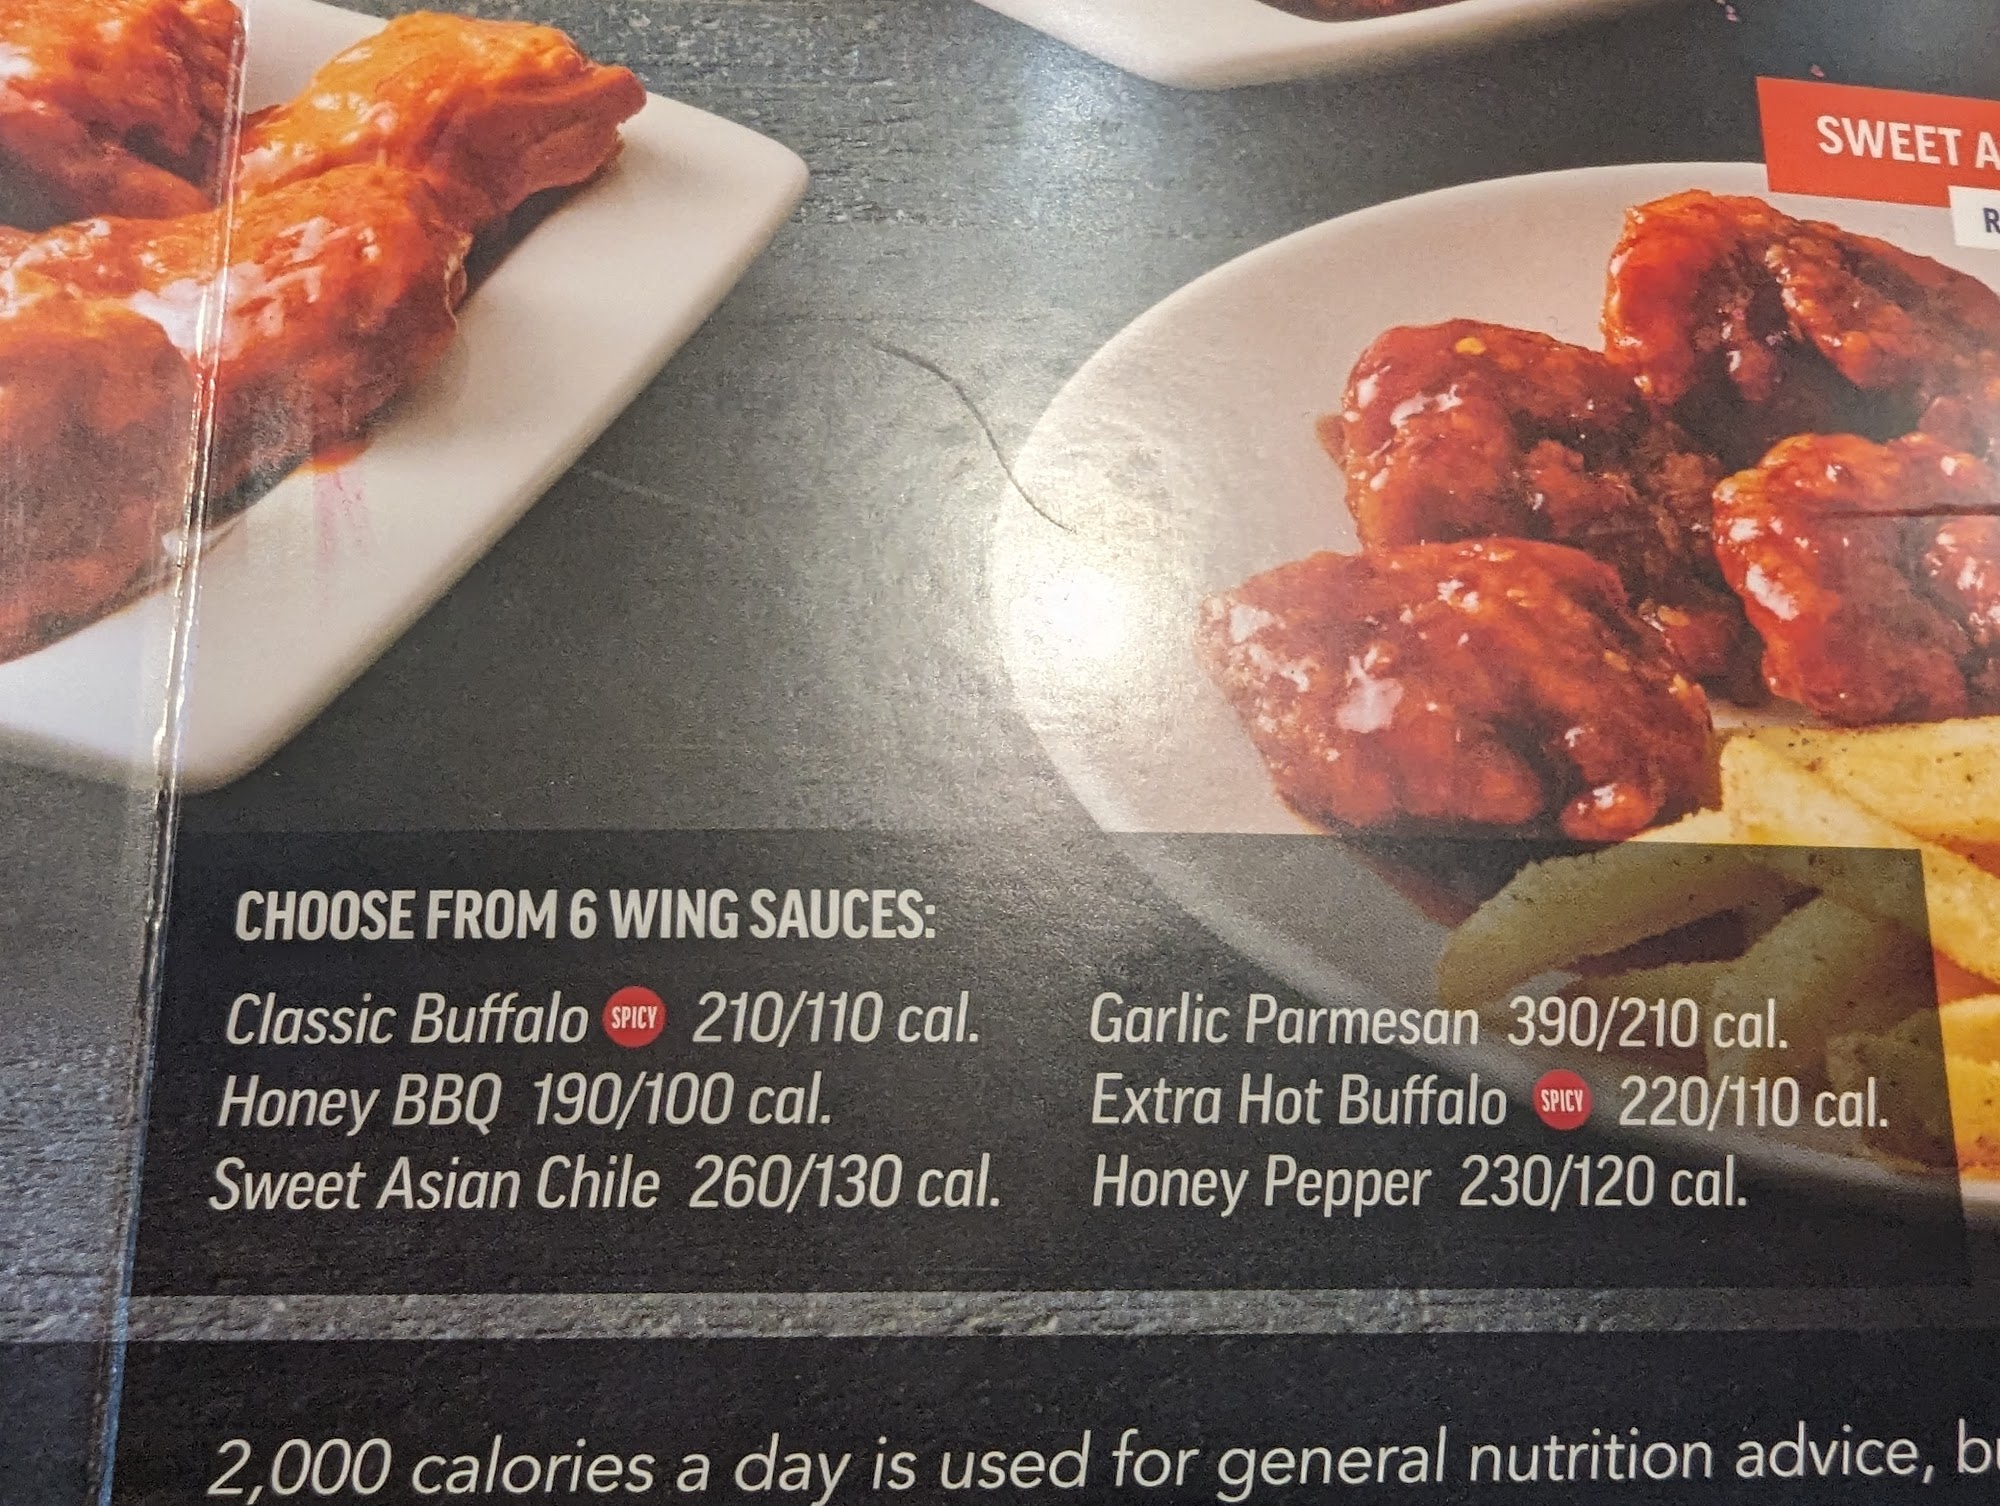 SWEET A
R
CHOOSE FROM 6 WING SAUCES:
Classic Buffalo SPICY 210/110 cal.
Honey BBQ 190/100 cal.
Sweet Asian Chile 260/130 cal.
Garlic Parmesan 390/210 cal.
Extra Hot Buffalo SPICY 220/110 cal.
Honey Pepper 230/120 cal.
2,000 calories a day is used for general nutrition advice, bu